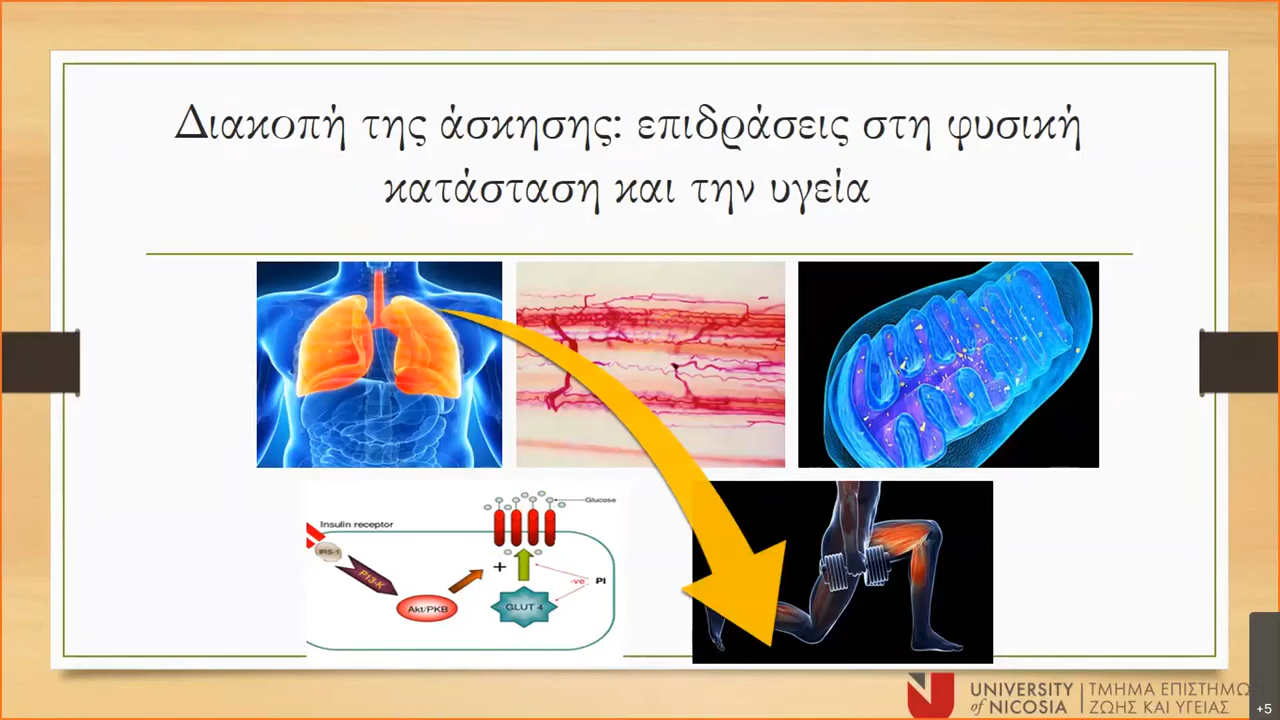 Διακοπή της άσκησης: επιδράσεις στη φυσική
κατάσταση και την υγεία
Glucose
Insulin receptor
IRS-1
PI3-K
+
-ve
PI
Akt/PKB
GLUT 4
UNIVERSITY
of NICOSIA
ΤΜΗΜΑ ΕΠΙΣΤΗΜΩ
ΖΩΗΣ ΚΑΙ ΥΓΕΙΑΣ
+5